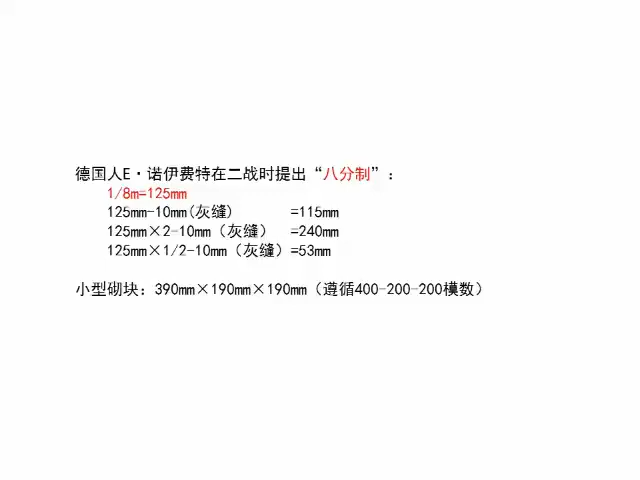 德国人E·诺伊费特在二战时提出“八分制”：
1/8m=125mm
125mm-10mm(灰缝) =115mm
125mm×2-10mm（灰缝） =240mm
125mm×1/2-10mm（灰缝）=53mm
小型砌块：390mm×190mm×190mm（遵循400-200-200模数）